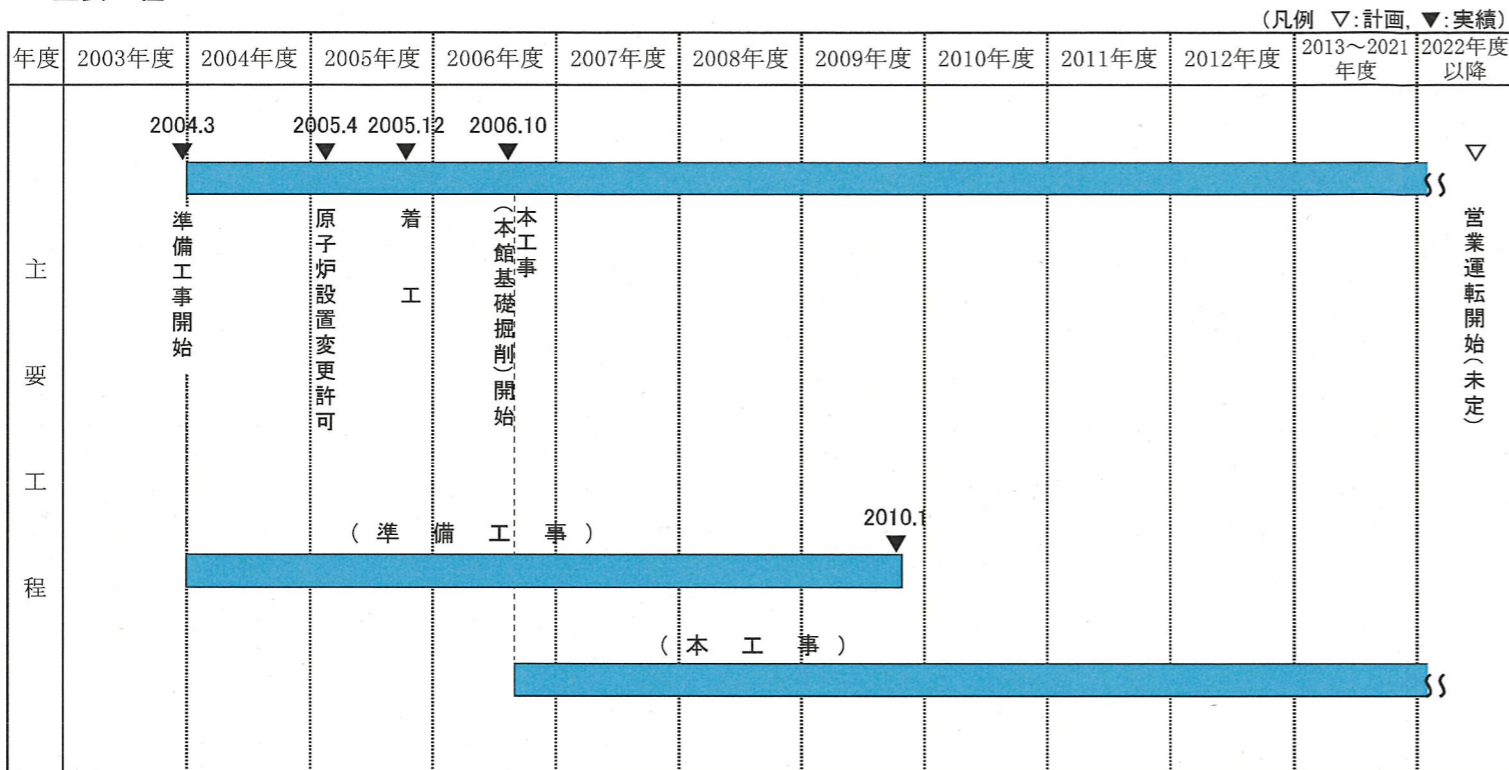 (凡例 ▽:計画, ▼:実績)
年度 2003年度 2004年度 2005年度 2006年度 2007年度 2008年度 2009年度 2010年度 2011年度 2012年度 2013～2021年度 2022年度以降
主要工程
2004.3 2005.4 2005.12 2006.10
▼ ▼ ▼ ▼ ▽
準備工事開始
原子炉設置変更許可
着工
本工事
(本館基礎掘削)開始
営業運転開始(未定)
(準備工事)
2010.1
▼
(本工事)